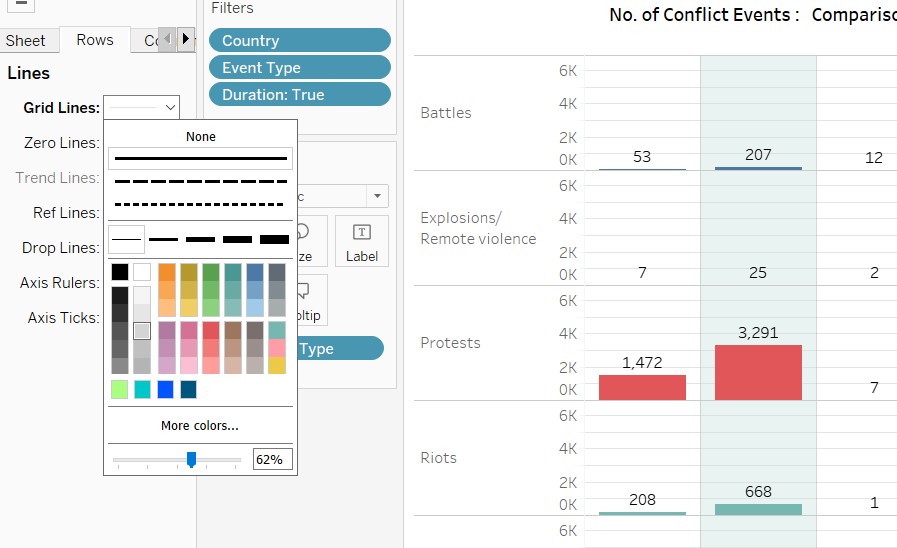 Filters
No. of Conflict Events : Compariso
Sheet
Rows
Co
Country
Event Type
Duration: True
Lines
Grid Lines:
None
Zero Lines:
Trend Lines:
Ref Lines:
Drop Lines:
Axis Rulers:
Axis Ticks:
More colors...
62%
c
ze
Label
oltip
Type
Battles
6K
4K
2K
0K
53
207
12
Explosions/
Remote violence
6K
4K
2K
0K
7
25
2
Protests
6K
4K
2K
0K
1,472
3,291
7
Riots
6K
4K
2K
0K
208
668
1
6K